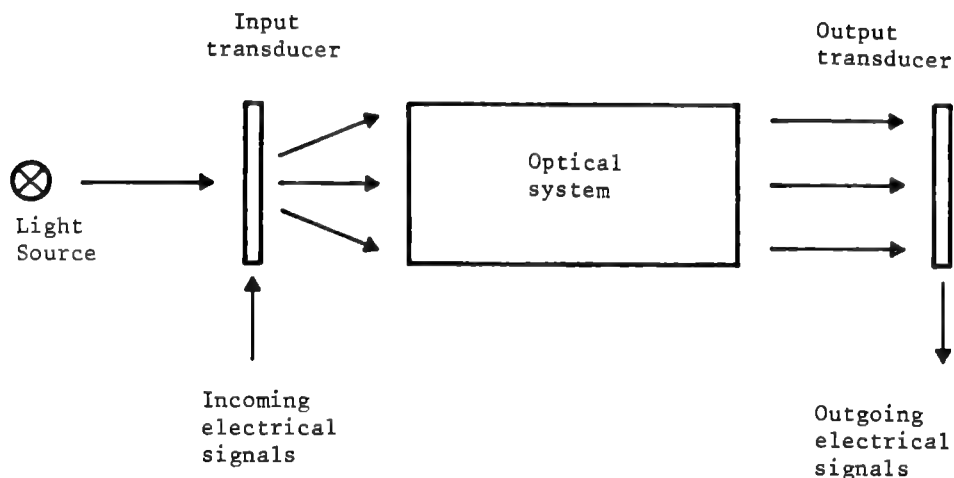 Input
transducer
Output
transducer
Optical
system
Light
Source
Incoming
electrical
signals
Outgoing
electrical
signals